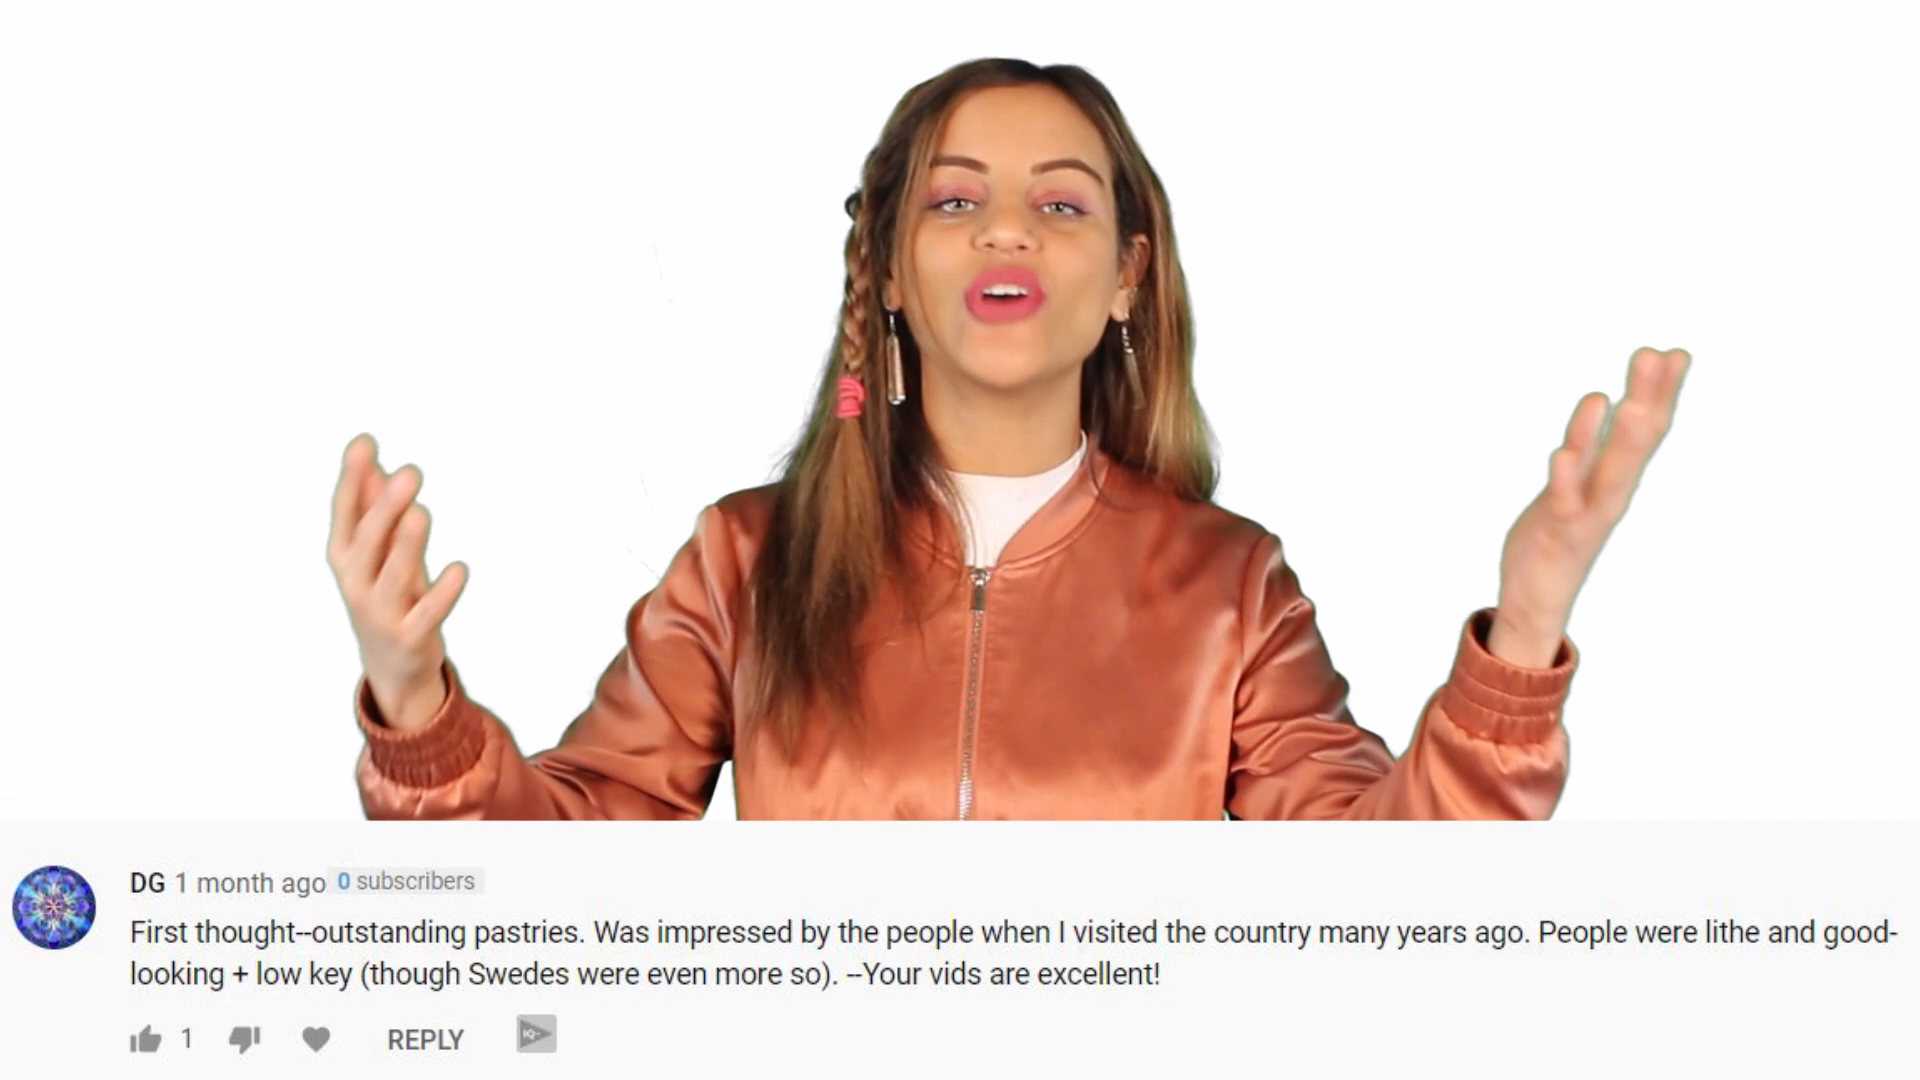 DG 1 month ago 0 subscribers
First thought--outstanding pastries. Was impressed by the people when I visited the country many years ago. People were lithe and good-
looking + low key (though Swedes were even more so). --Your vids are excellent!
1 REPLY